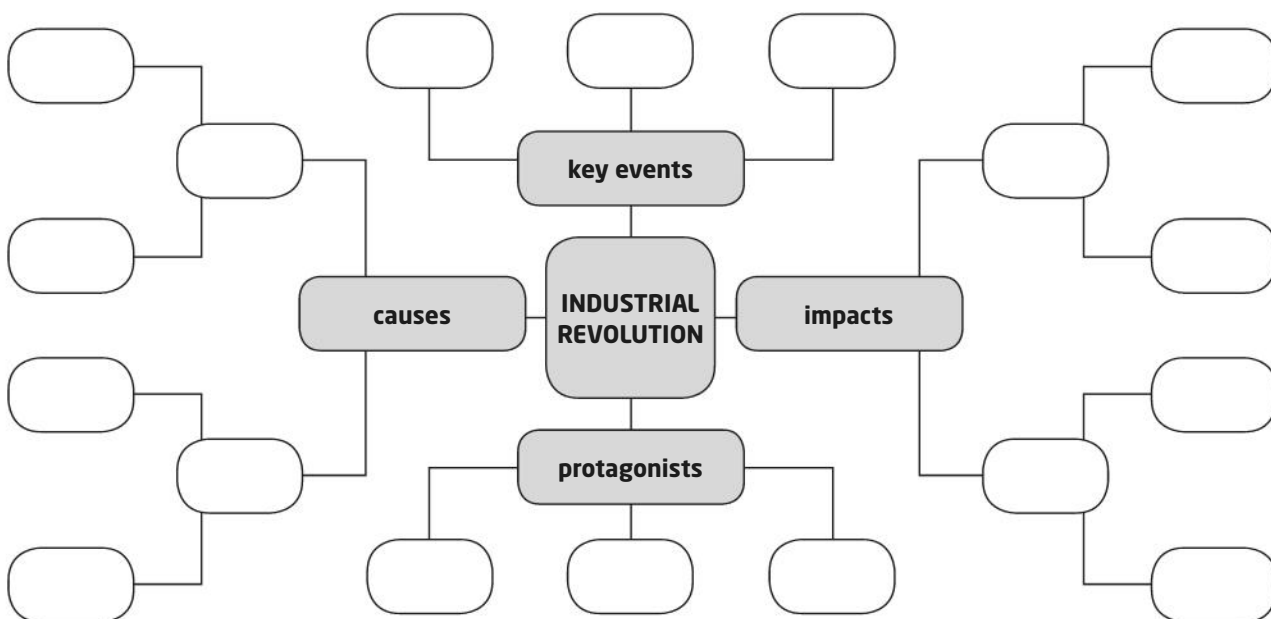 key events
causes
INDUSTRIAL
REVOLUTION
impacts
protagonists